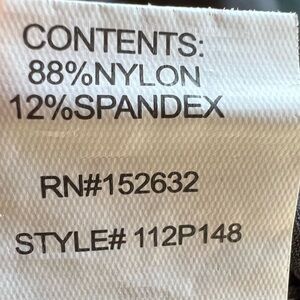 CONTENTS:
88%NYLON
12%SPANDEX
RN#152632
STYLE# 112P148